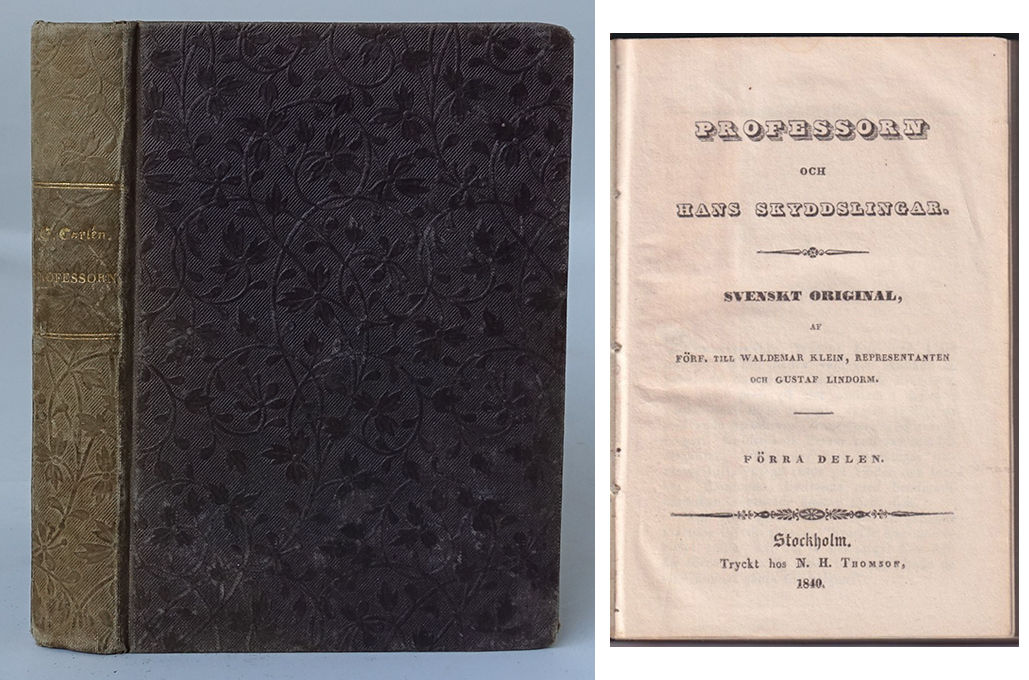 Carlén.
OFESSORN
PROFESSORN
OCH
HANS SKYDDSLINGAR.
SVENSKT ORIGINAL,
AF
FÖRF. TILL WALDEMAR KLEIN, REPRESENTANTEN
OCH GUSTAF LINDORM.
FÖRRA DELEN.
Stockholm.
Tryckt hos N. H. THOMSON,
1840.